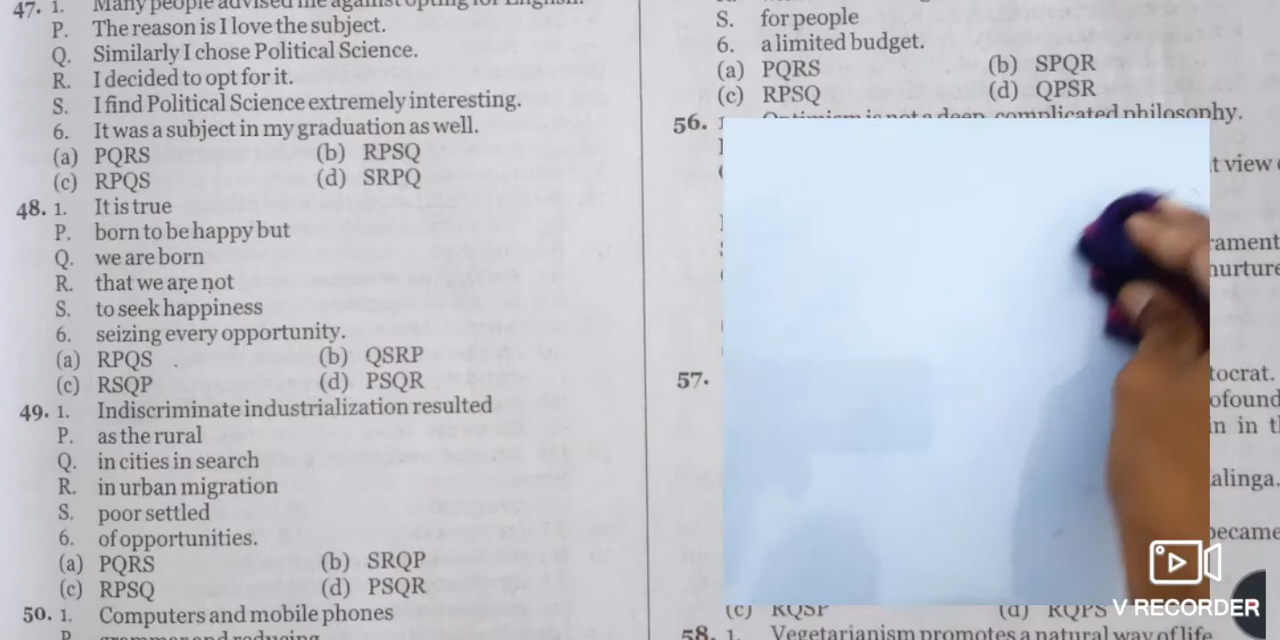 47. 1. Many people advised me against opting for English.
P. The reason is I love the subject.
Q. Similarly I chose Political Science.
R. I decided to opt for it.
S. I find Political Science extremely interesting.
6. It was a subject in my graduation as well.
(a) PQRS (b) RPSQ
(c) RPQS (d) SRPQ
48. 1. It is true
P. born to be happy but
Q. we are born
R. that we are not
S. to seek happiness
6. seizing every opportunity.
(a) RPQS (b) QSRP
(c) RSQP (d) PSQR
49. 1. Indiscriminate industrialization resulted
P. as the rural
Q. in cities in search
R. in urban migration
S. poor settled
6. of opportunities.
(a) PQRS (b) SRQP
(c) RPSQ (d) PSQR
50. 1. Computers and mobile phones
P. grammar and reducing
S. for people
6. a limited budget.
(a) PQRS (b) SPQR
(c) RPSQ (d) QPSR
56. 1. Optimism is not a deep, complicated philosophy.
view
57.
alinga.
became
(c) RQSP (d) RQPS
58. 1. Vegetarianism promotes a natural way of life.
V RECORDER